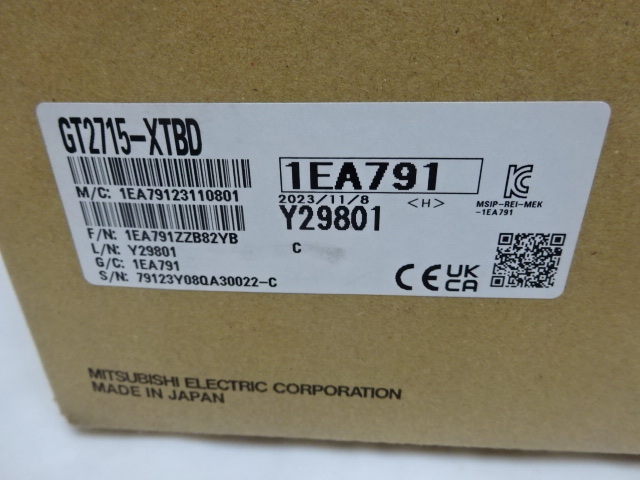 GT2715-XTBD
M/C: 1EA79123110801
F/N: 1EA791ZZB82YB
L/N: Y29801
G/C: 1EA791
S/N: 79123Y08QA30022-C
1EA791
2023/11/8 <H>
Y29801
C
MSIP-REI-MEK
-1EA791
CE UK CA
MITSUBISHI ELECTRIC CORPORATION
MADE IN JAPAN